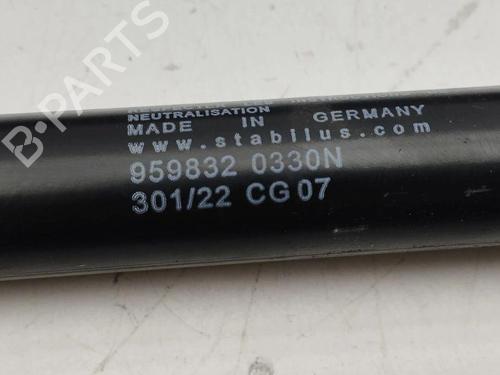 NEUTRALISATION
MADE IN GERMANY
www.stabilus.com
959832 0330N
301/22 CG07
B-PARTS